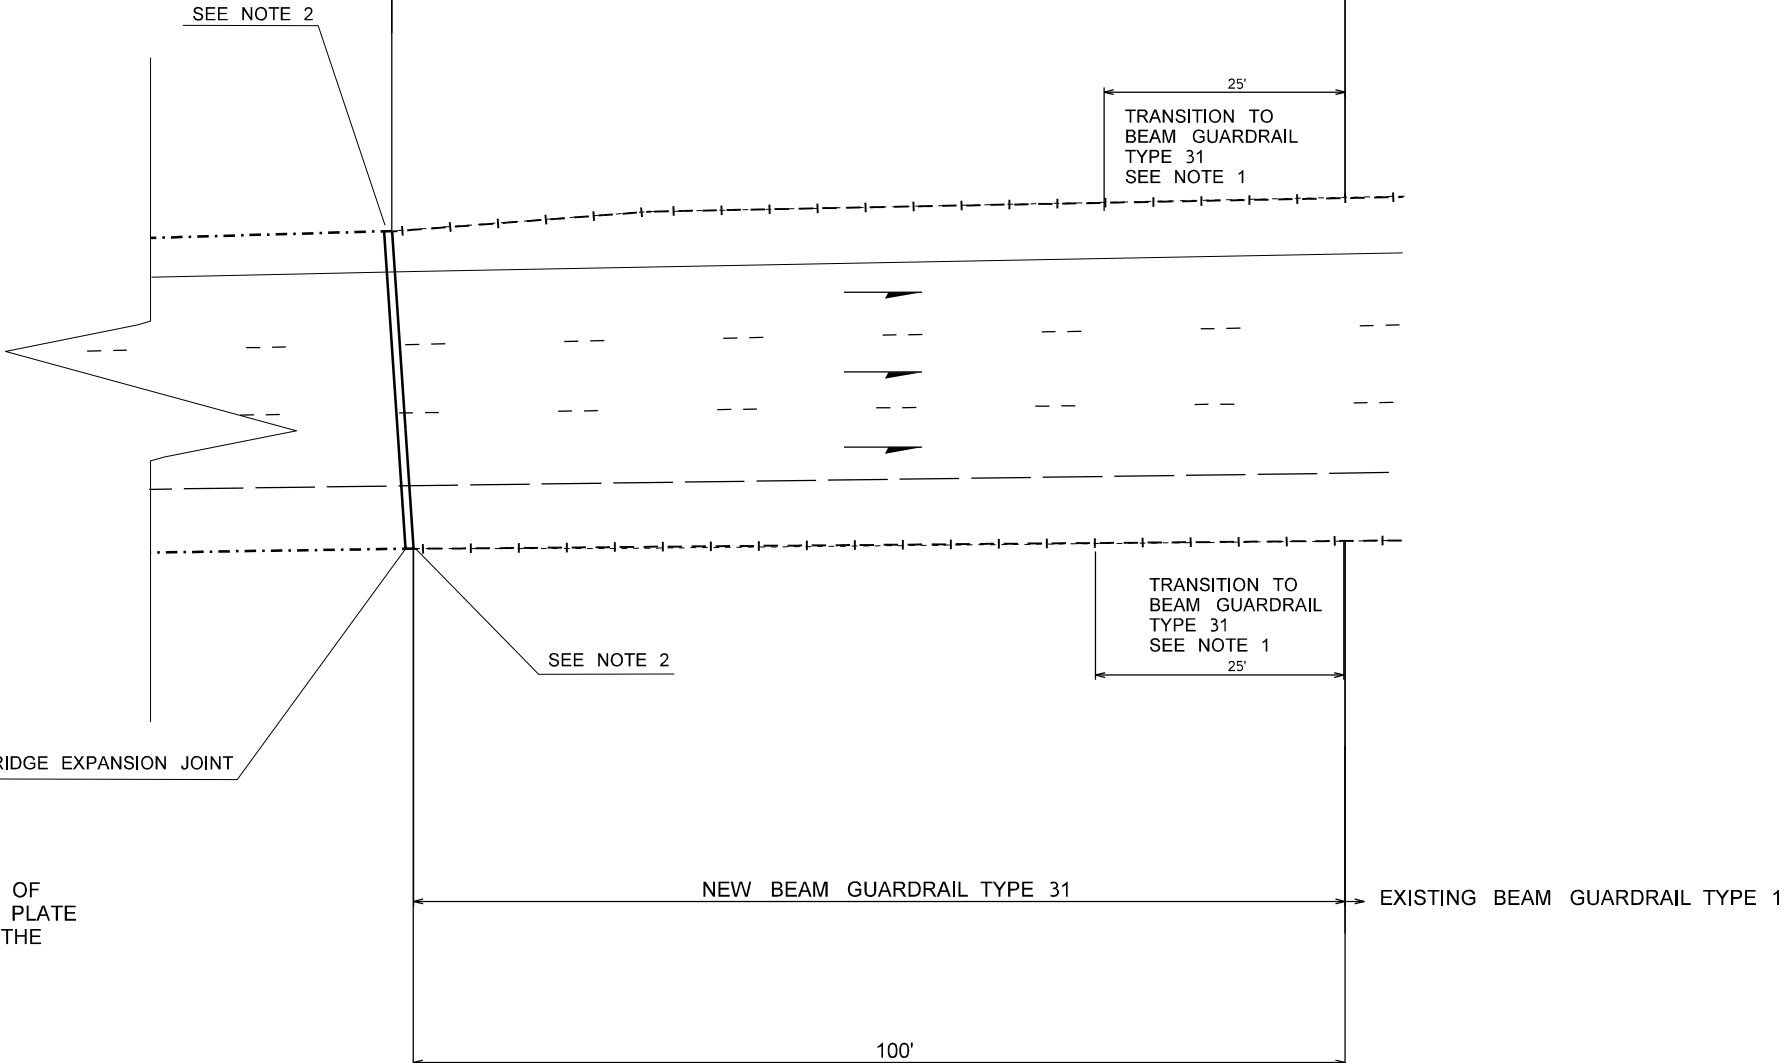 SEE NOTE 2
25'
TRANSITION TO
BEAM GUARDRAIL
TYPE 31
SEE NOTE 1
TRANSITION TO
BEAM GUARDRAIL
TYPE 31
SEE NOTE 1
25'
SEE NOTE 2
RIDGE EXPANSION JOINT
OF
PLATE
THE
NEW BEAM GUARDRAIL TYPE 31
EXISTING BEAM GUARDRAIL TYPE 1
100'